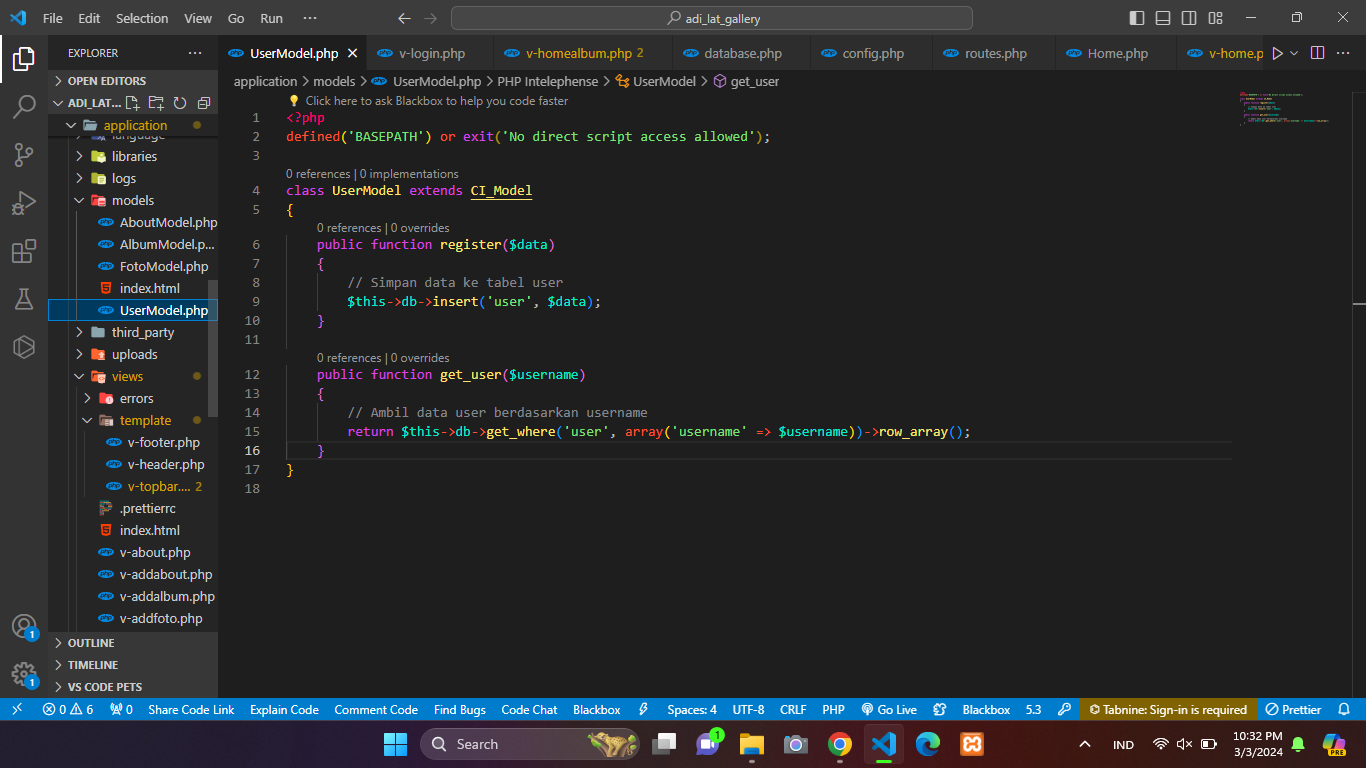 File Edit Selection View Go Run ··· adi_lat_gallery
EXPLORER ···
UserModel.php v-login.php v-homealbum.php 2 database.php config.php routes.php Home.php v-home.p ···
OPEN EDITORS
ADI_LAT...
application
language
libraries
logs
models
AboutModel.php
AlbumModel.p...
FotoModel.php
index.html
UserModel.php
third_party
uploads
views
errors
template
v-footer.php
v-header.php
v-topbar.... 2
.prettierrc
index.html
v-about.php
v-addabout.php
v-addalbum.php
v-addfoto.php
OUTLINE
TIMELINE
VS CODE PETS
1
1
application > models > UserModel.php > PHP Intelephense > UserModel > get_user
Click here to ask Blackbox to help you code faster
1 <?php
2 defined('BASEPATH') or exit('No direct script access allowed');
3
0 references | 0 implementations
4 class UserModel extends CI_Model
5 {
0 references | 0 overrides
6 public function register($data)
7 {
8 // Simpan data ke tabel user
9 $this->db->insert('user', $data);
10 }
11
0 references | 0 overrides
12 public function get_user($username)
13 {
14 // Ambil data user berdasarkan username
15 return $this->db->get_where('user', array('username' => $username))->row_array();
16 }
17 }
18
0 6 0 Share Code Link Explain Code Comment Code Find Bugs Code Chat Blackbox Spaces: 4 UTF-8 CRLF PHP Go Live Blackbox 5.3 Tabnine: Sign-in is required Prettier
Search 1 IND 10:32 PM
3/3/2024
PRE